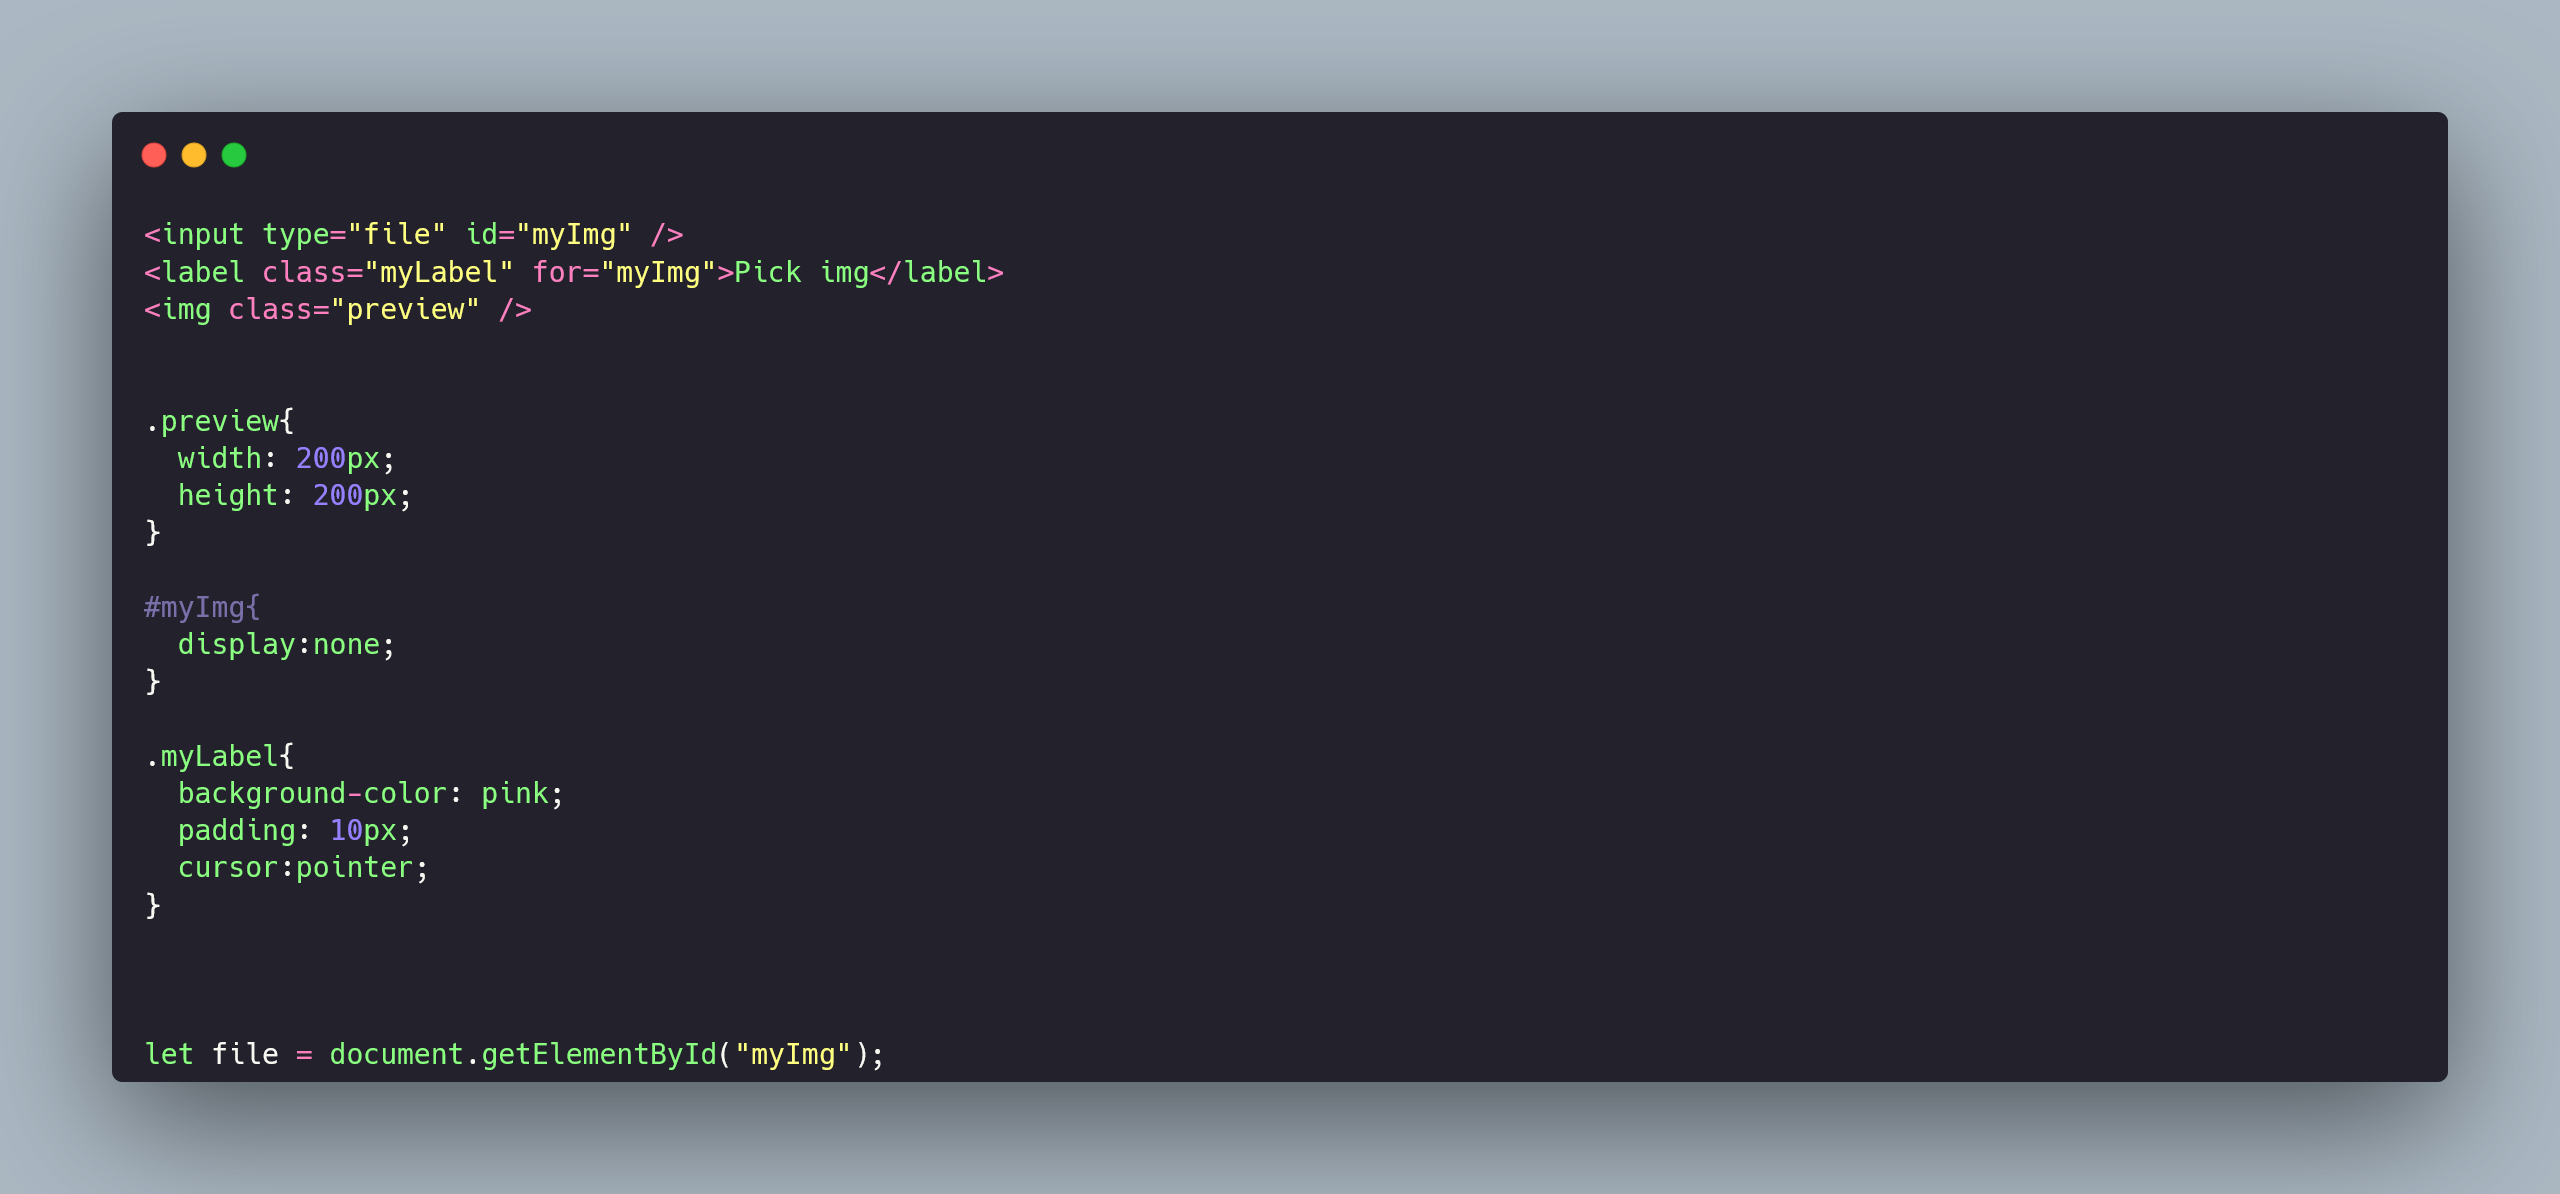 <input type="file" id="myImg" />
<label class="myLabel" for="myImg">Pick img</label>
<img class="preview" />
.preview{
  width: 200px;
  height: 200px;
}
#myImg{
  display:none;
}
.myLabel{
  background-color: pink;
  padding: 10px;
  cursor:pointer;
}
let file = document.getElementById("myImg");